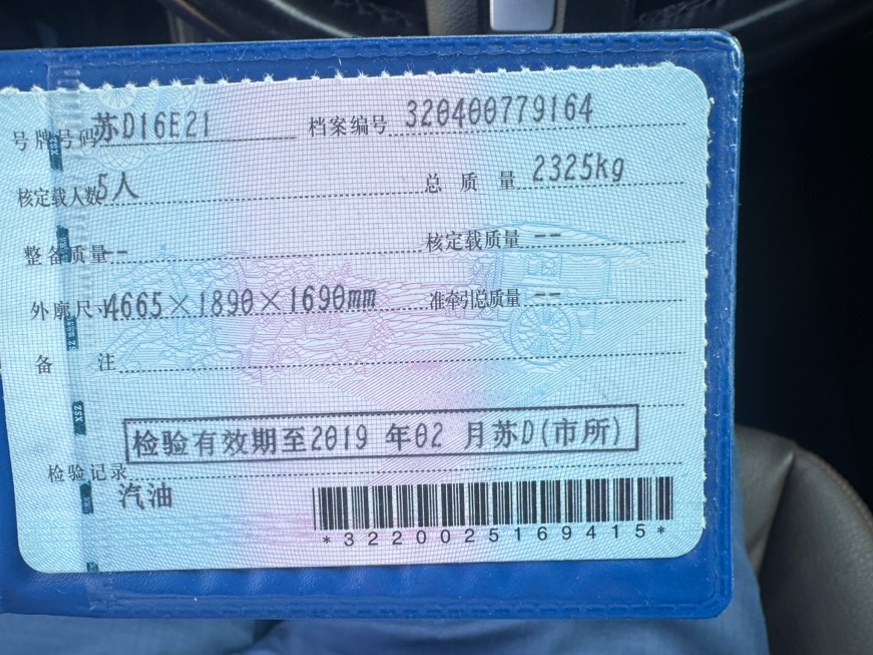 号牌号码 苏D16E21 档案编号 320400779164
核定载人数 5人 总质量 2325kg
整备质量 -- 核定载质量 --
外廓尺寸 4665×1890×1690mm 准牵引总质量 --
备注
检验有效期至2019年02月苏D(市所)
检验记录
汽油
*3220025169415*
XSZ